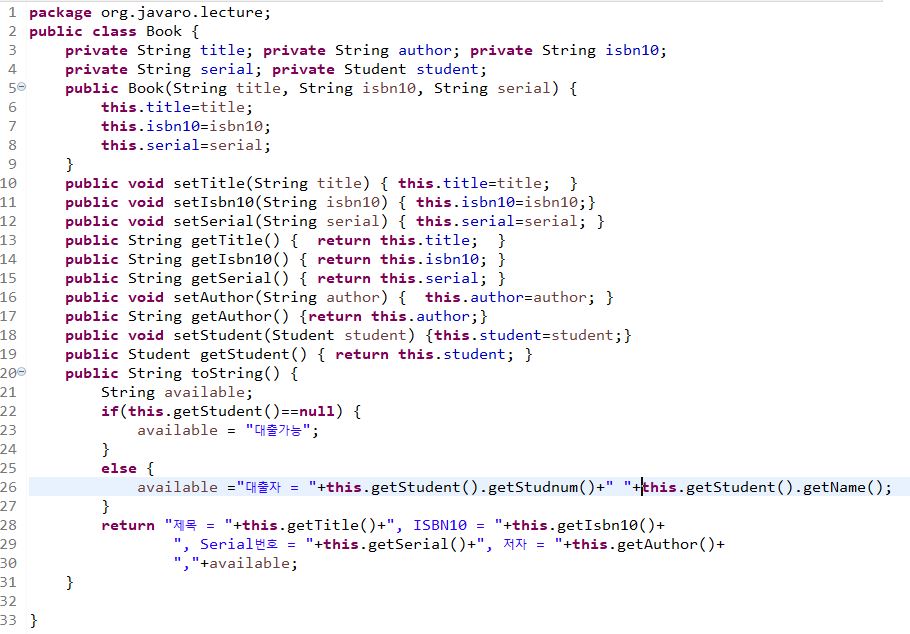 1 package org.javaro.lecture;
2 public class Book {
3 private String title; private String author; private String isbn10;
4 private String serial; private Student student;
5 public Book(String title, String isbn10, String serial) {
6 this.title=title;
7 this.isbn10=isbn10;
8 this.serial=serial;
9 }
10 public void setTitle(String title) { this.title=title; }
11 public void setIsbn10(String isbn10) { this.isbn10=isbn10;}
12 public void setSerial(String serial) { this.serial=serial; }
13 public String getTitle() { return this.title; }
14 public String getIsbn10() { return this.isbn10; }
15 public String getSerial() { return this.serial; }
16 public void setAuthor(String author) { this.author=author; }
17 public String getAuthor() {return this.author;}
18 public void setStudent(Student student) {this.student=student;}
19 public Student getStudent() { return this.student; }
20 public String toString() {
21 String available;
22 if(this.getStudent()==null) {
23 available = "대출가능";
24 }
25 else {
26 available ="대출자 = "+this.getStudent().getStudnum()+" "+this.getStudent().getName();
27 }
28 return "제목 = "+this.getTitle()+", ISBN10 = "+this.getIsbn10()+
29 ", Serial번호 = "+this.getSerial()+", 저자 = "+this.getAuthor()+
30 ","+available;
31 }
32
33 }